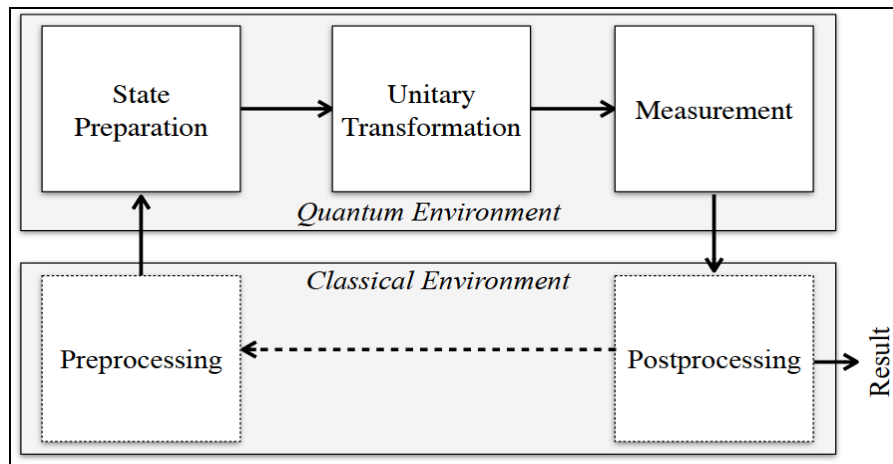 State
Preparation
Unitary
Transformation
Measurement
Quantum Environment
Classical Environment
Preprocessing
Postprocessing
Result